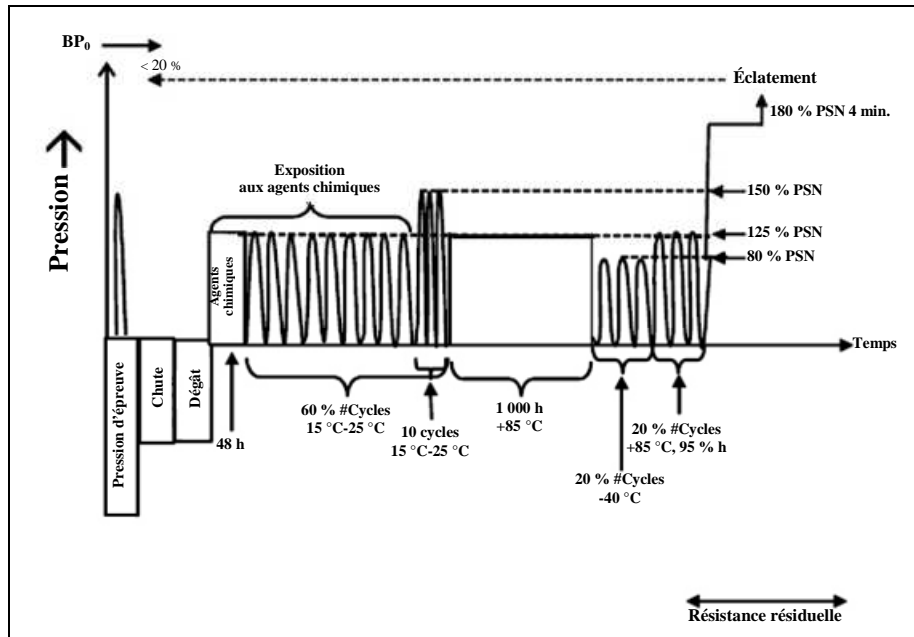 BP₀
< 20 %
Éclatement
180 % PSN 4 min.
Pression
Exposition
aux agents chimiques
150 % PSN
125 % PSN
80 % PSN
Agents
chimiques
Temps
Pression d'épreuve
Chute
Dégât
48 h
60 % #Cycles
15 °C-25 °C
10 cycles
15 °C-25 °C
1 000 h
+85 °C
20 % #Cycles
-40 °C
20 % #Cycles
+85 °C, 95 % h
Résistance résiduelle